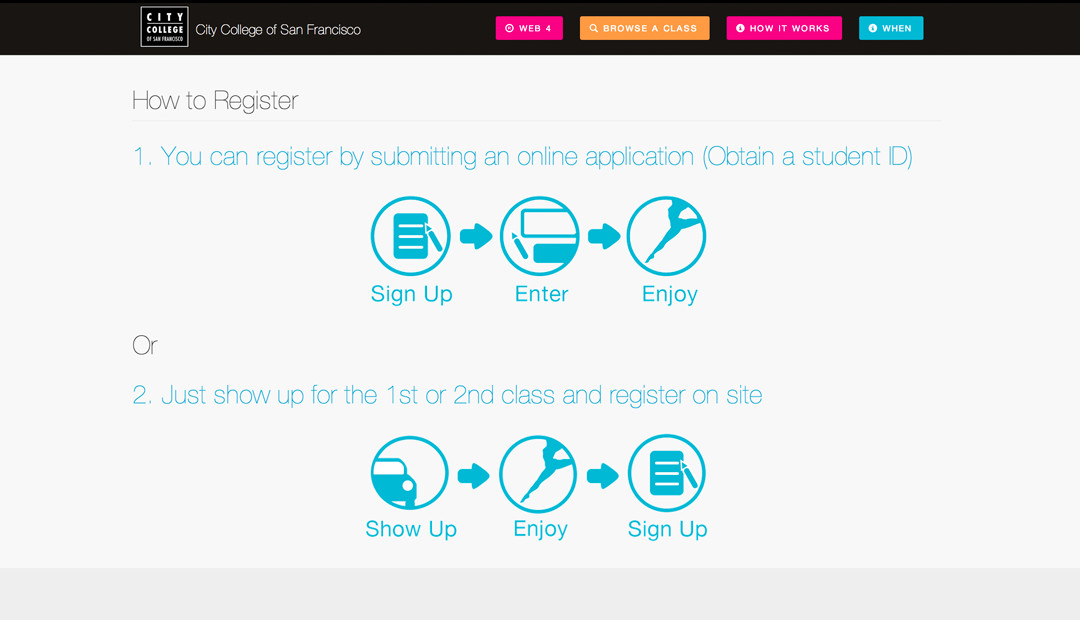 CITY
COLLEGE
OF SAN FRANCISCO
City College of San Francisco
WEB 4
BROWSE A CLASS
HOW IT WORKS
WHEN
How to Register
1. You can register by submitting an online application (Obtain a student ID)
Sign Up
Enter
Enjoy
Or
2. Just show up for the 1st or 2nd class and register on site
Show Up
Enjoy
Sign Up